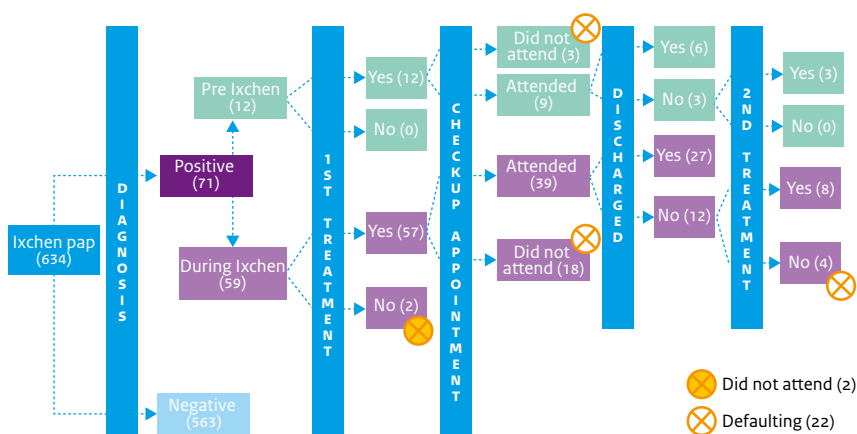 Ixchen pap
(634)
DIAGNOSIS
Positive
(71)
Negative
(563)
Pre Ixchen
(12)
During Ixchen
(59)
1ST TREATMENT
Yes (12)
No (0)
Yes (57)
No (2)
CHECKUP APPOINTMENT
Did not
attend (3)
Attended
(9)
Attended
(39)
Did not
attend (18)
DISCHARGED
Yes (6)
No (3)
Yes (27)
No (12)
2ND TREATMENT
Yes (3)
No (0)
Yes (8)
No (4)
Did not attend (2)
Defaulting (22)